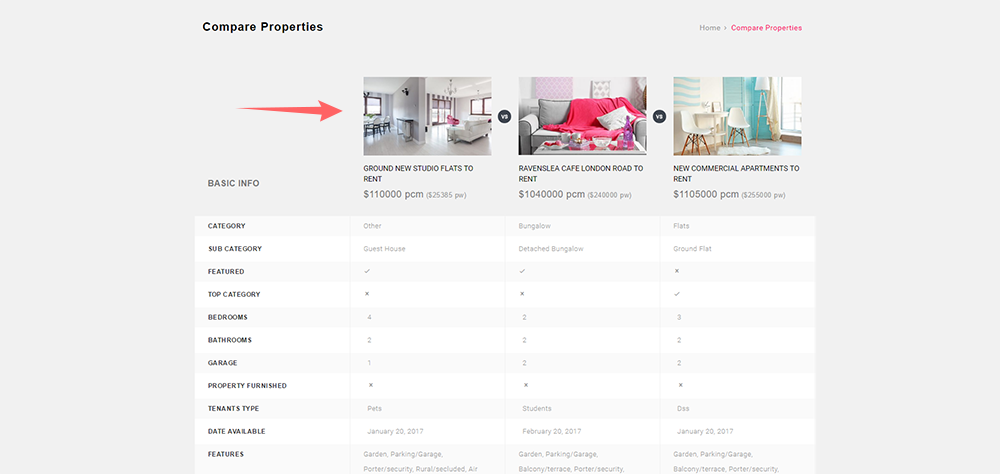 Compare Properties
Home › Compare Properties
VS
VS
BASIC INFO
GROUND NEW STUDIO FLATS TO
RENT
$110000 pcm ($25385 pw)
RAVENSLEA CAFE LONDON ROAD TO
RENT
$1040000 pcm ($240000 pw)
NEW COMMERCIAL APARTMENTS TO
RENT
$1105000 pcm ($255000 pw)
CATEGORY Other Bungalow Flats
SUB CATEGORY Guest House Detached Bungalow Ground Flat
FEATURED ✓ ✓ ×
TOP CATEGORY × × ✓
BEDROOMS 4 2 3
BATHROOMS 2 2 2
GARAGE 1 2 2
PROPERTY FURNISHED × × ×
TENANTS TYPE Pets Students Dss
DATE AVAILABLE January 20, 2017 February 20, 2017 January 20, 2017
FEATURES Garden, Parking/Garage, Garden, Parking/Garage, Garden, Parking/Garage,
Porter/security, Rural/secluded, Air Balcony/terrace, Porter/security, Balcony/terrace, Porter/security,